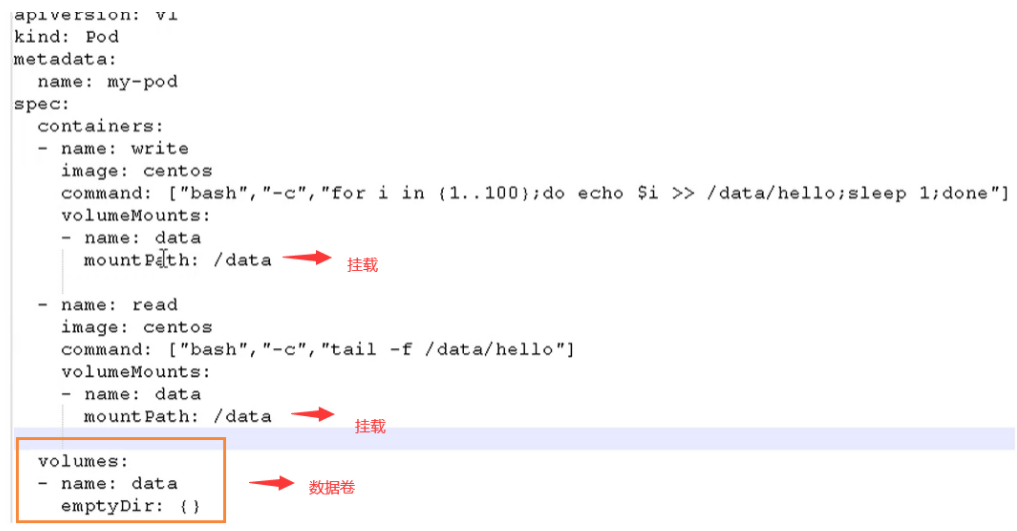 apiVersion: v1
kind: Pod
metadata:
  name: my-pod
spec:
  containers:
  - name: write
    image: centos
    command: ["bash","-c","for i in {1..100};do echo $i >> /data/hello;sleep 1;done"]
    volumeMounts:
    - name: data
      mountPath: /data 挂载
  - name: read
    image: centos
    command: ["bash","-c","tail -f /data/hello"]
    volumeMounts:
    - name: data
      mountPath: /data 挂载
  volumes:
  - name: data 数据卷
    emptyDir: {}